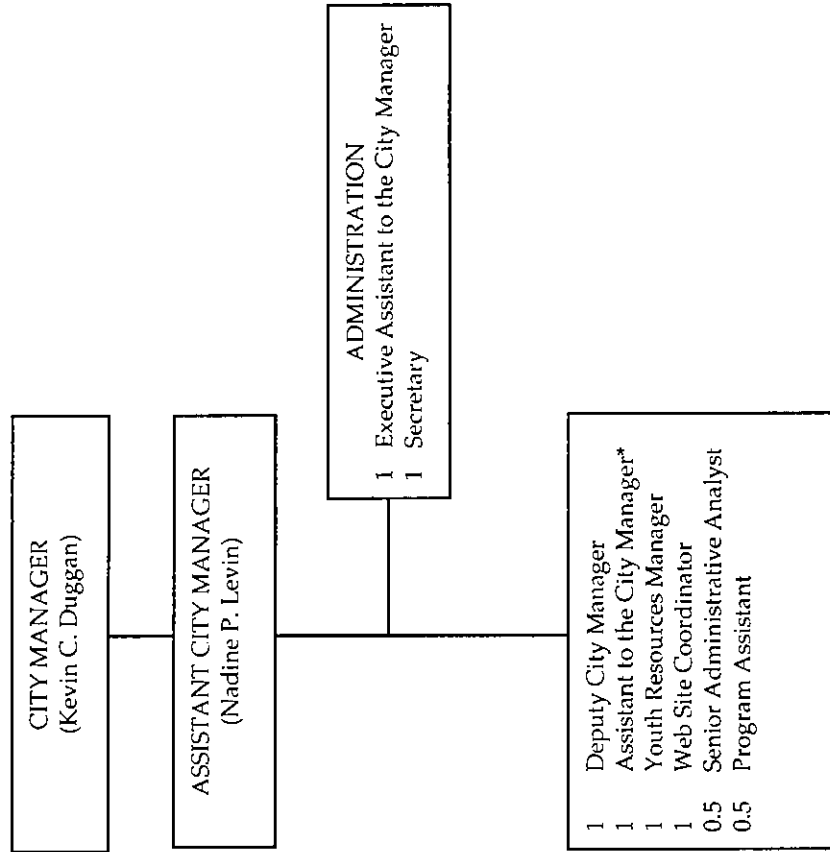 CITY MANAGER
(Kevin C. Duggan)
ASSISTANT CITY MANAGER
(Nadine P. Levin)
ADMINISTRATION
1 Executive Assistant to the City Manager
1 Secretary
1 Deputy City Manager
1 Assistant to the City Manager*
1 Youth Resources Manager
1 Web Site Coordinator
0.5 Senior Administrative Analyst
0.5 Program Assistant